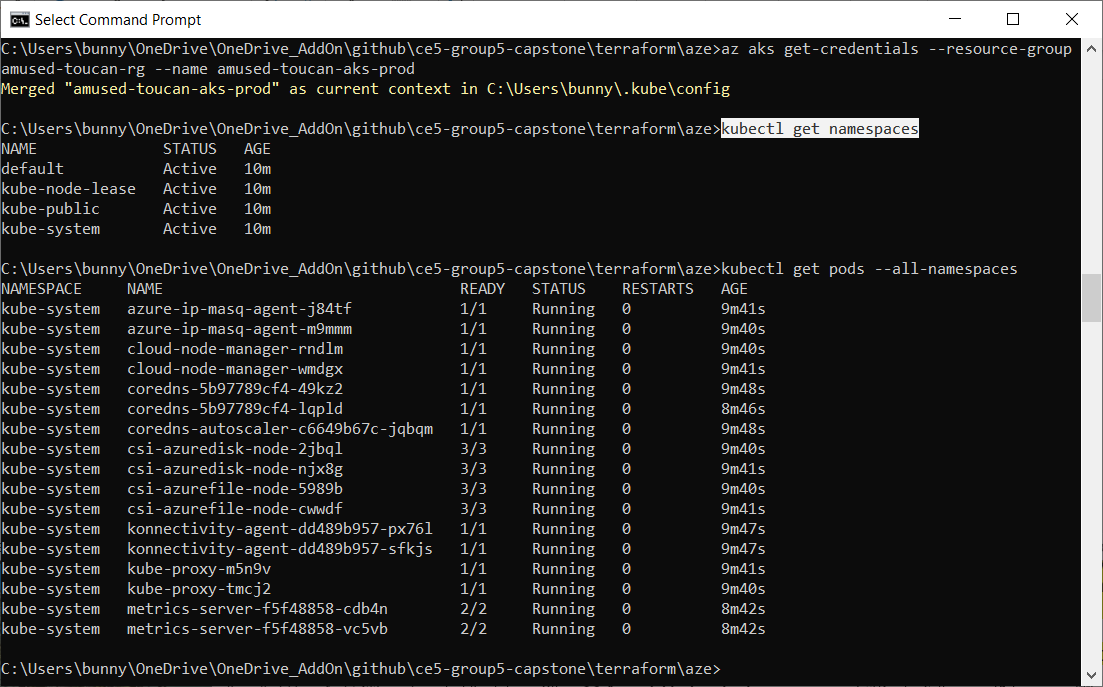 Select Command Prompt
C:\Users\bunny\OneDrive\OneDrive_AddOn\github\ce5-group5-capstone\terraform\aze>az aks get-credentials --resource-group
amused-toucan-rg --name amused-toucan-aks-prod
Merged "amused-toucan-aks-prod" as current context in C:\Users\bunny\.kube\config
C:\Users\bunny\OneDrive\OneDrive_AddOn\github\ce5-group5-capstone\terraform\aze>kubectl get namespaces
NAME STATUS AGE
default Active 10m
kube-node-lease Active 10m
kube-public Active 10m
kube-system Active 10m
C:\Users\bunny\OneDrive\OneDrive_AddOn\github\ce5-group5-capstone\terraform\aze>kubectl get pods --all-namespaces
NAMESPACE NAME READY STATUS RESTARTS AGE
kube-system azure-ip-masq-agent-j84tf 1/1 Running 0 9m41s
kube-system azure-ip-masq-agent-m9mmm 1/1 Running 0 9m40s
kube-system cloud-node-manager-rndlm 1/1 Running 0 9m40s
kube-system cloud-node-manager-wmdgx 1/1 Running 0 9m41s
kube-system coredns-5b97789cf4-49kz2 1/1 Running 0 9m48s
kube-system coredns-5b97789cf4-lqpld 1/1 Running 0 8m46s
kube-system coredns-autoscaler-c6649b67c-jqbqm 1/1 Running 0 9m48s
kube-system csi-azuredisk-node-2jbql 3/3 Running 0 9m40s
kube-system csi-azuredisk-node-njx8g 3/3 Running 0 9m41s
kube-system csi-azurefile-node-5989b 3/3 Running 0 9m40s
kube-system csi-azurefile-node-cwwdf 3/3 Running 0 9m41s
kube-system konnectivity-agent-dd489b957-px76l 1/1 Running 0 9m47s
kube-system konnectivity-agent-dd489b957-sfkjs 1/1 Running 0 9m47s
kube-system kube-proxy-m5n9v 1/1 Running 0 9m41s
kube-system kube-proxy-tmcj2 1/1 Running 0 9m40s
kube-system metrics-server-f5f48858-cdb4n 2/2 Running 0 8m42s
kube-system metrics-server-f5f48858-vc5vb 2/2 Running 0 8m42s
C:\Users\bunny\OneDrive\OneDrive_AddOn\github\ce5-group5-capstone\terraform\aze>